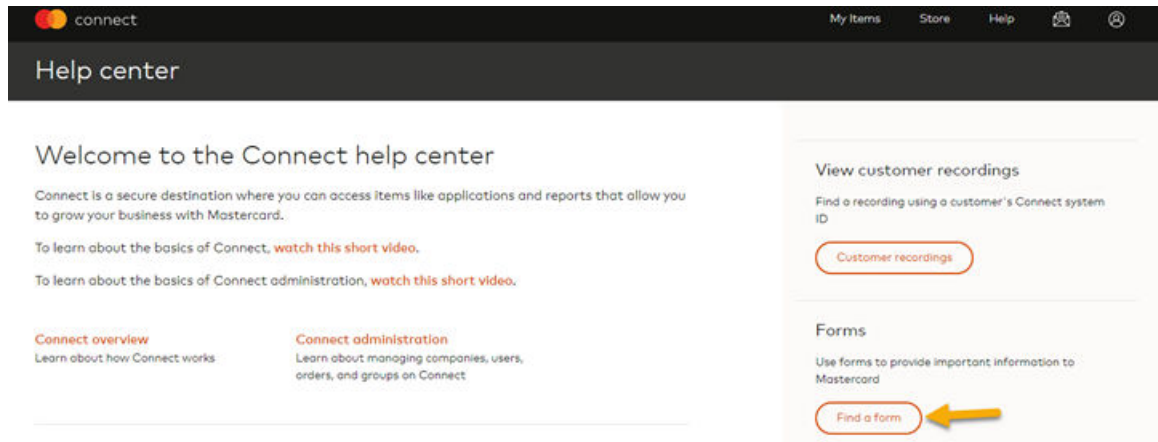 connect
My Items Store Help
Help center
Welcome to the Connect help center
Connect is a secure destination where you can access items like applications and reports that allow you
to grow your business with Mastercard.
To learn about the basics of Connect, watch this short video.
To learn about the basics of Connect administration, watch this short video.
Connect overview
Learn about how Connect works
Connect administration
Learn about managing companies, users,
orders, and groups on Connect
View customer recordings
Find a recording using a customer's Connect system
ID
Customer recordings
Forms
Use forms to provide important information to
Mastercard
Find a form